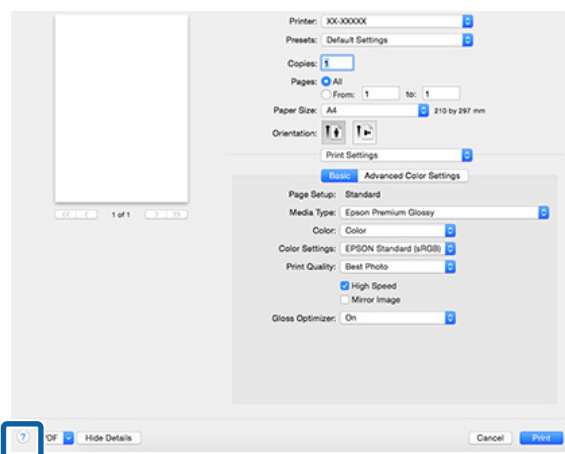 Printer: XX-XXXXX
Presets: Default Settings
Copies: 1
Pages: All
From: 1 to: 1
Paper Size: A4 210 by 297 mm
Orientation:
Print Settings
Basic Advanced Color Settings
Page Setup: Standard
Media Type: Epson Premium Glossy
Color: Color
Color Settings: EPSON Standard (sRGB)
Print Quality: Best Photo
High Speed
Mirror Image
Gloss Optimizer: On
<< < 1 of 1 > >>
? DF Hide Details Cancel Print